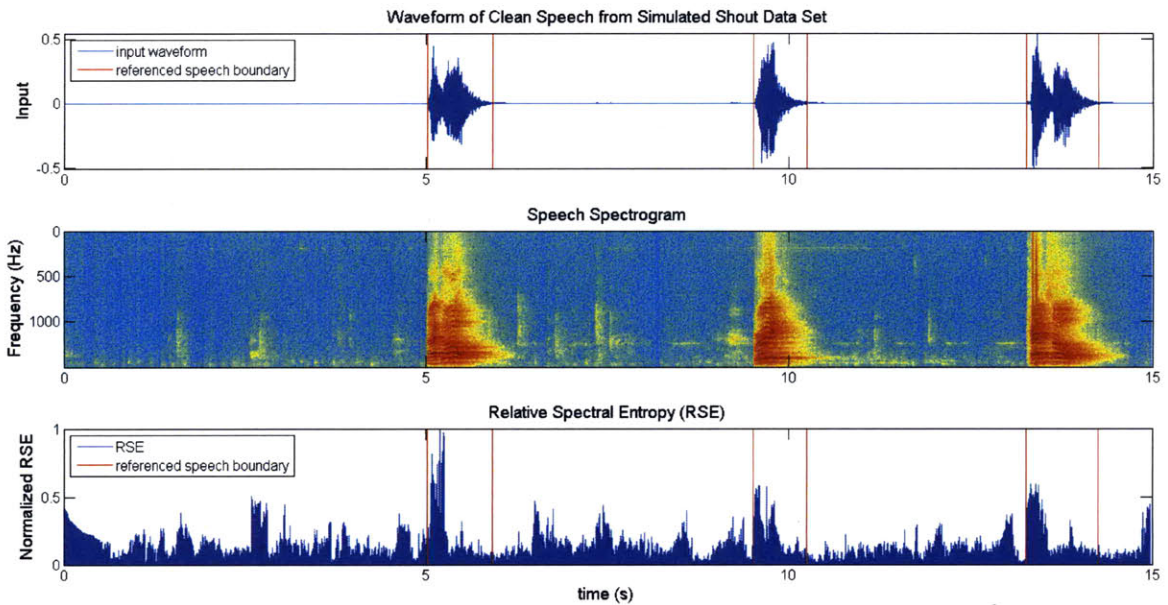 Waveform of Clean Speech from Simulated Shout Data Set
0.5
input waveform
referenced speech boundary
0
-0.5
Input
0 5 10 15
Speech Spectrogram
0
500
1000
Frequency (Hz)
0 5 10 15
Relative Spectral Entropy (RSE)
1
RSE
referenced speech boundary
0.5
0
Normalized RSE
0 5 10 15
time (s)